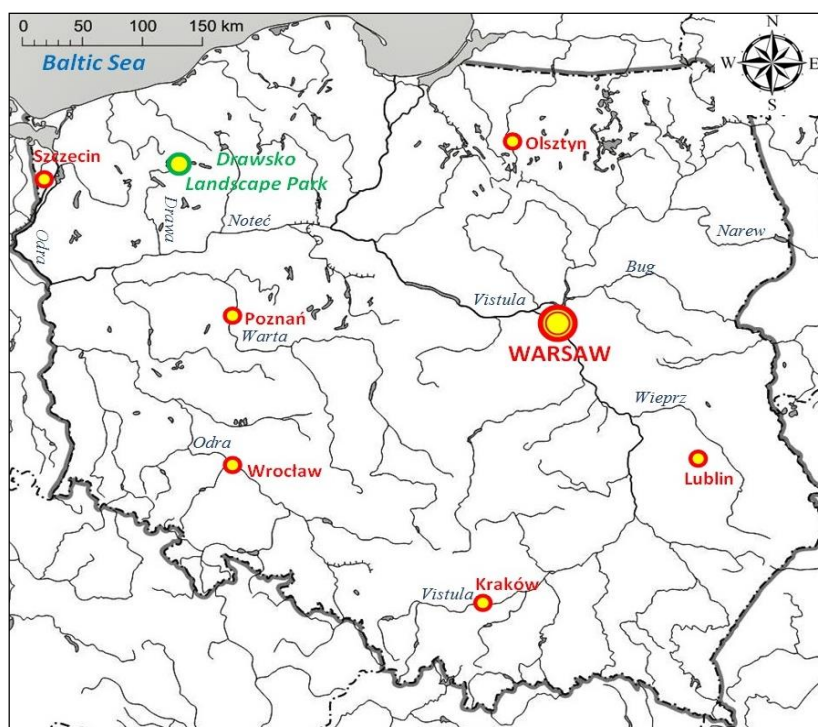 0 50 100 150 km
N
W E
S
Baltic Sea
Szczecin
Drawsko
Landscape Park
Olsztyn
Drawa
Noteć
Odra
Narew
Bug
Vistula
Poznań
Warta
WARSAW
Wieprz
Odra
Wrocław
Lublin
Kraków
Vistula